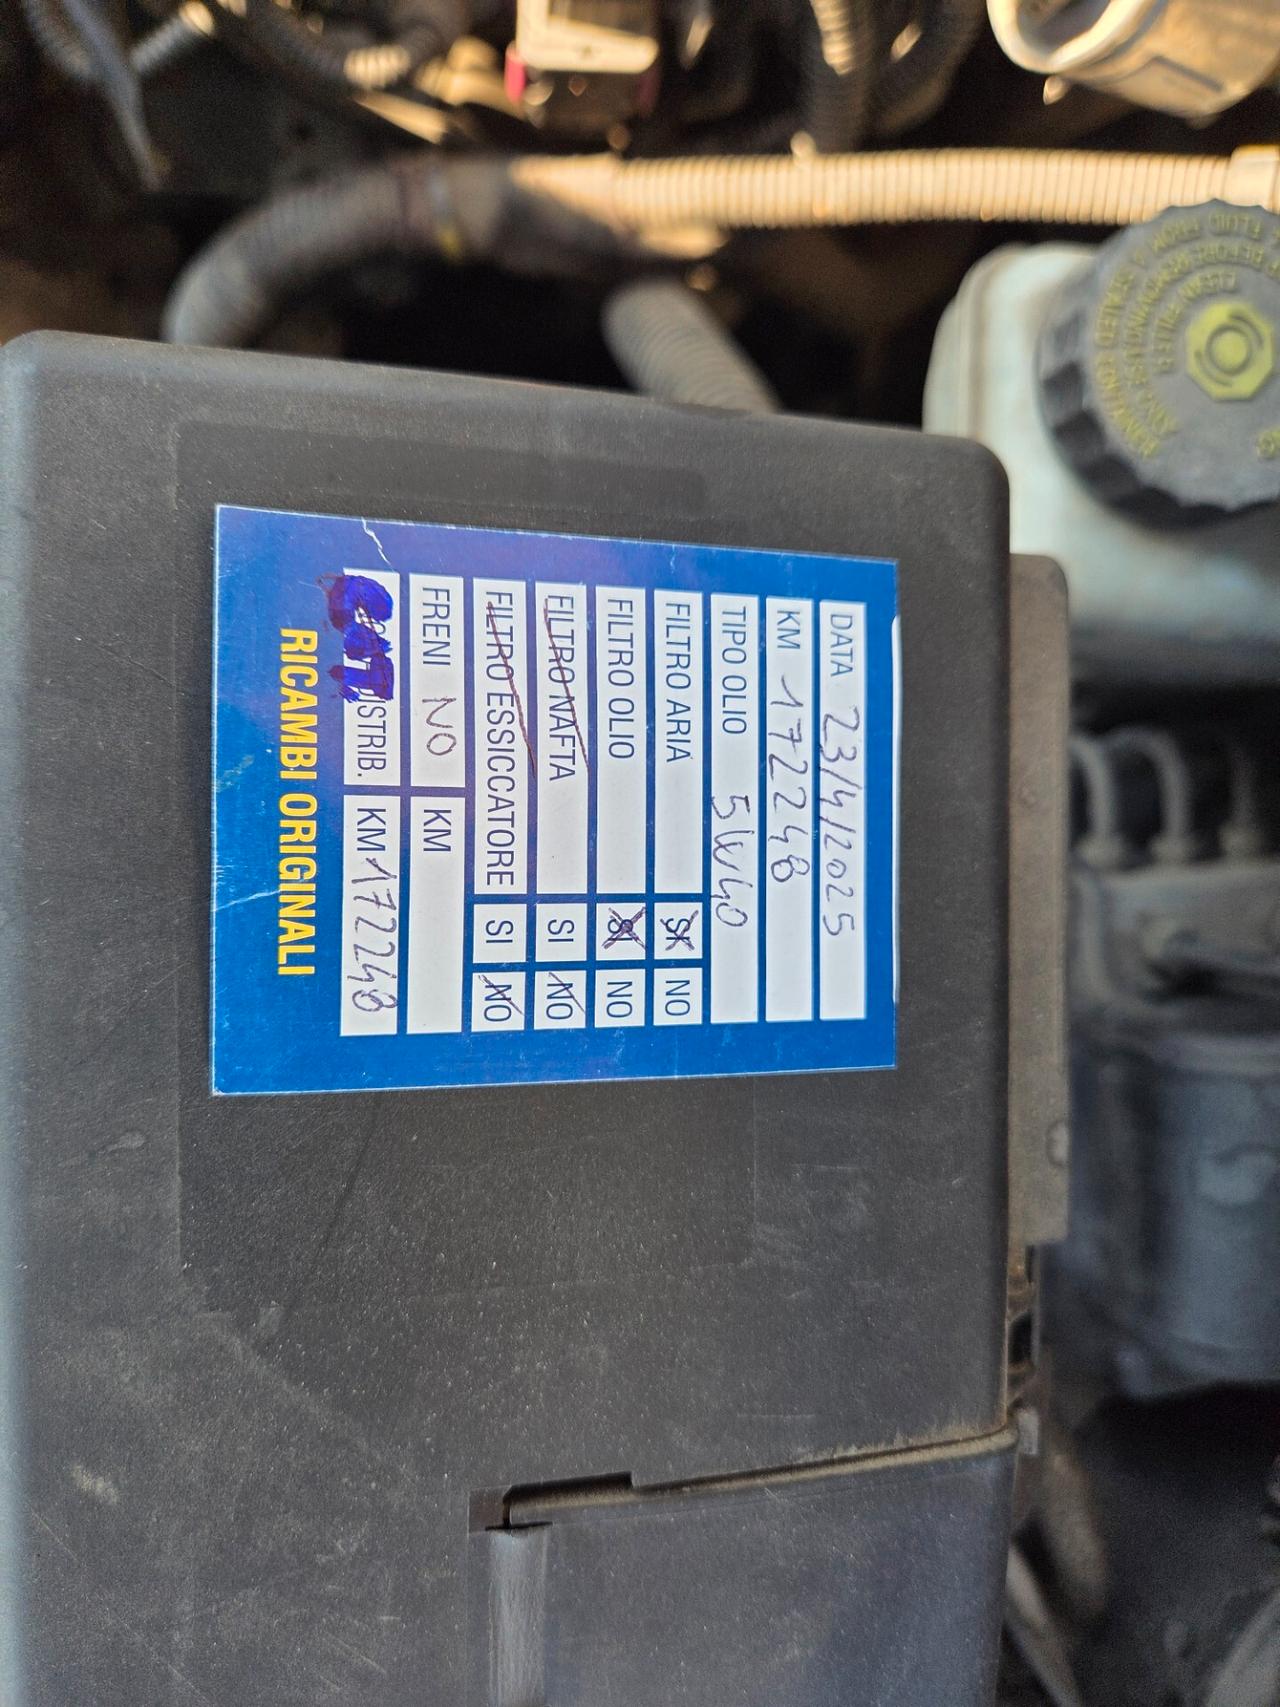 DATA 23/4/2025
KM 172248
TIPO OLIO 5W40
FILTRO ARIA SI NO
FILTRO OLIO SI NO
FILTRO NAFTA SI NO
FILTRO ESSICCATORE SI NO
FRENI NO KM
DISTRIB. KM 172248
RICAMBI ORIGINALI